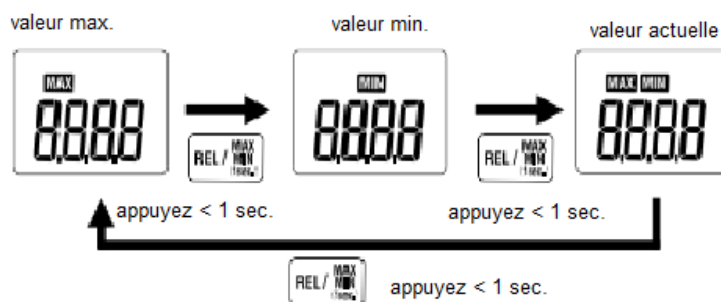 valeur max.
valeur min.
valeur actuelle
MAX
MIN
MAX MIN
8.8.8.8
8.8.8.8
8.8.8.8
REL / MAX MIN
REL / MAX MIN
appuyez < 1 sec.
appuyez < 1 sec.
REL / MAX MIN
appuyez < 1 sec.